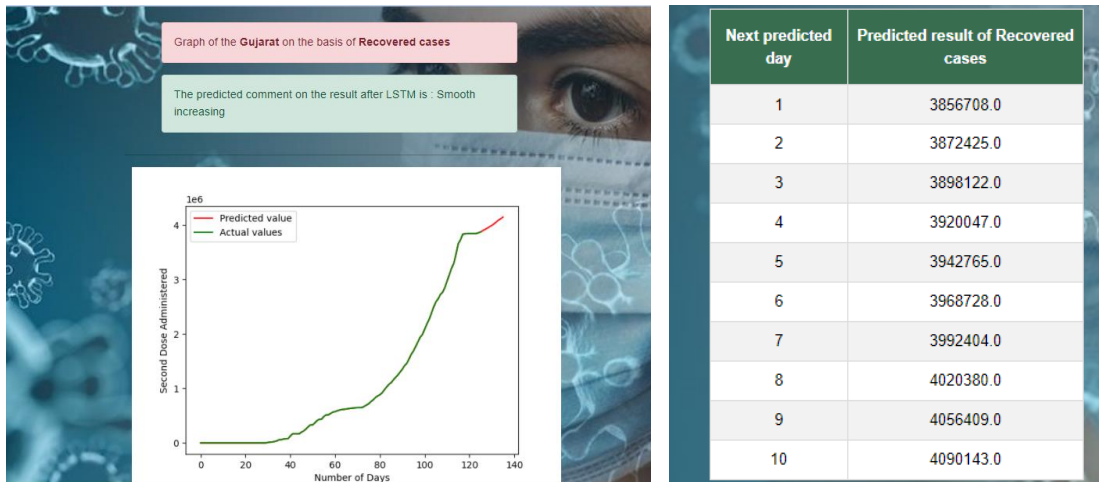 Graph of the Gujarat on the basis of Recovered cases
The predicted comment on the result after LSTM is : Smooth
increasing
1e6
Predicted value
Actual values
4
3
2
1
0
Second Dose Administered
0 20 40 60 80 100 120 140
Number of Days
Next predicted
day
Predicted result of Recovered
cases
1 3856708.0
2 3872425.0
3 3898122.0
4 3920047.0
5 3942765.0
6 3968728.0
7 3992404.0
8 4020380.0
9 4056409.0
10 4090143.0